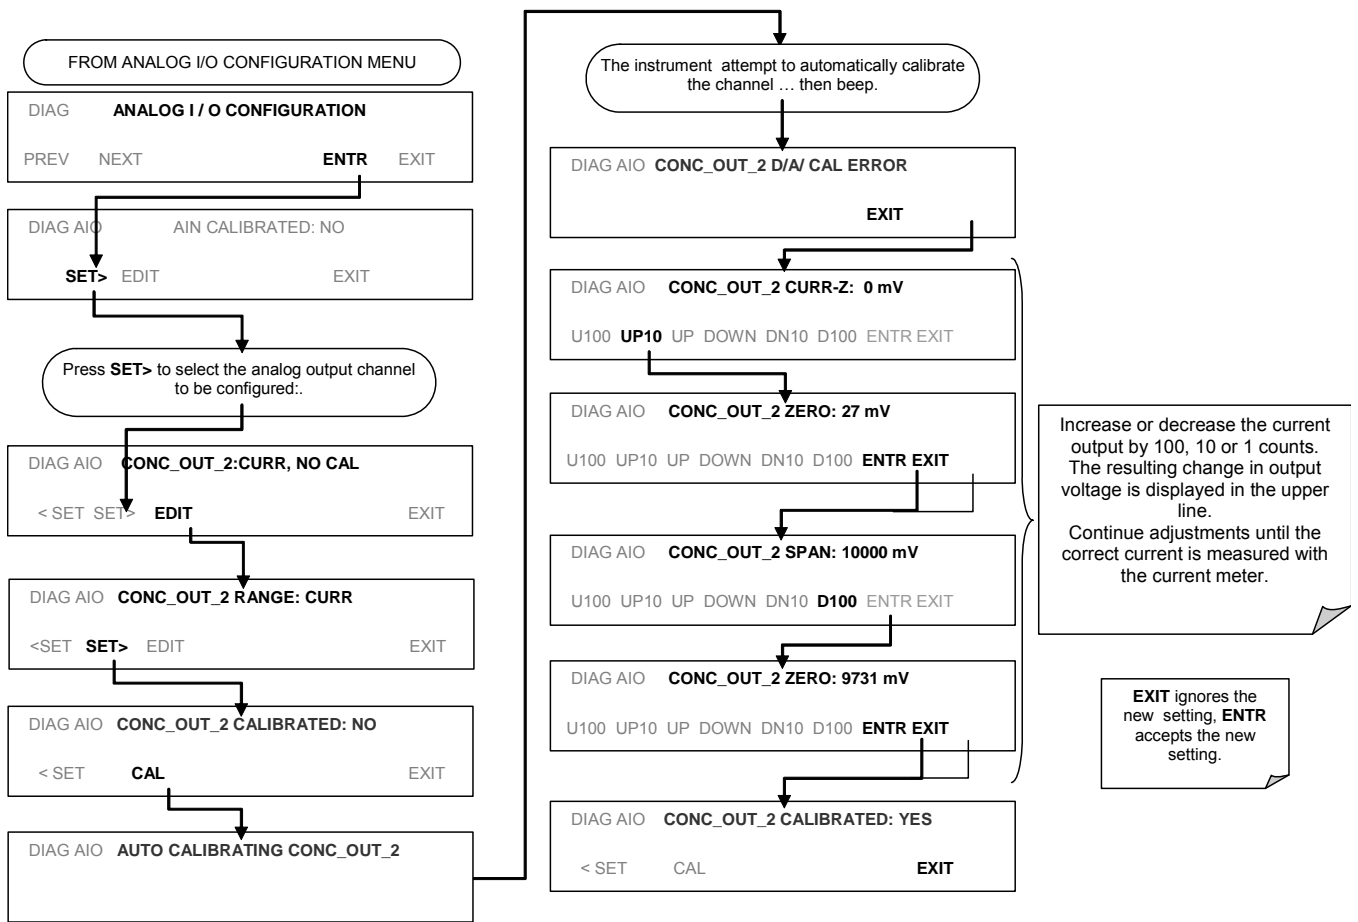 FROM ANALOG I/O CONFIGURATION MENU
DIAG ANALOG I / O CONFIGURATION
PREV NEXT ENTR EXIT
DIAG AIO AIN CALIBRATED: NO
SET> EDIT EXIT
Press SET> to select the analog output channel
to be configured:.
DIAG AIO CONC_OUT_2:CURR, NO CAL
< SET SET> EDIT EXIT
DIAG AIO CONC_OUT_2 RANGE: CURR
<SET SET> EDIT EXIT
DIAG AIO CONC_OUT_2 CALIBRATED: NO
< SET CAL EXIT
DIAG AIO AUTO CALIBRATING CONC_OUT_2
The instrument attempt to automatically calibrate
the channel … then beep.
DIAG AIO CONC_OUT_2 D/A/ CAL ERROR
EXIT
DIAG AIO CONC_OUT_2 CURR-Z: 0 mV
U100 UP10 UP DOWN DN10 D100 ENTR EXIT
DIAG AIO CONC_OUT_2 ZERO: 27 mV
U100 UP10 UP DOWN DN10 D100 ENTR EXIT
DIAG AIO CONC_OUT_2 SPAN: 10000 mV
U100 UP10 UP DOWN DN10 D100 ENTR EXIT
DIAG AIO CONC_OUT_2 ZERO: 9731 mV
U100 UP10 UP DOWN DN10 D100 ENTR EXIT
DIAG AIO CONC_OUT_2 CALIBRATED: YES
< SET CAL EXIT
Increase or decrease the current
output by 100, 10 or 1 counts.
The resulting change in output
voltage is displayed in the upper
line.
Continue adjustments until the
correct current is measured with
the current meter.
EXIT ignores the
new setting, ENTR
accepts the new
setting.